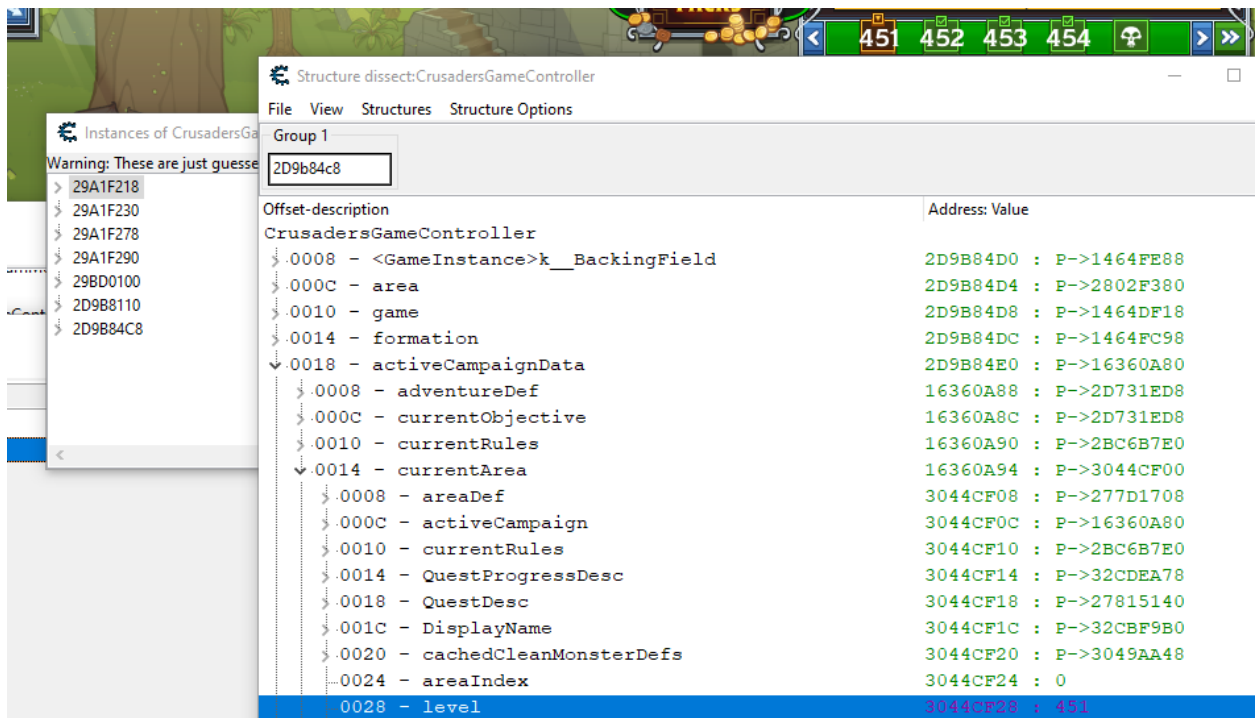 451 452 453 454
Structure dissect:CrusadersGameController
File View Structures Structure Options
Instances of CrusadersGa
Group 1
Warning: These are just guesse
2D9b84c8
29A1F218
29A1F230
29A1F278
29A1F290
29BD0100
2D9B8110
2D9B84C8
Offset-description Address: Value
CrusadersGameController
0008 - <GameInstance>k__BackingField 2D9B84D0 : P->1464FE88
000C - area 2D9B84D4 : P->2802F380
0010 - game 2D9B84D8 : P->1464DF18
0014 - formation 2D9B84DC : P->1464FC98
0018 - activeCampaignData 2D9B84E0 : P->16360A80
0008 - adventureDef 16360A88 : P->2D731ED8
000C - currentObjective 16360A8C : P->2D731ED8
0010 - currentRules 16360A90 : P->2BC6B7E0
0014 - currentArea 16360A94 : P->3044CF00
0008 - areaDef 3044CF08 : P->277D1708
000C - activeCampaign 3044CF0C : P->16360A80
0010 - currentRules 3044CF10 : P->2BC6B7E0
0014 - QuestProgressDesc 3044CF14 : P->32CDEA78
0018 - QuestDesc 3044CF18 : P->27815140
001C - DisplayName 3044CF1C : P->32CBF9B0
0020 - cachedCleanMonsterDefs 3044CF20 : P->3049AA48
0024 - areaIndex 3044CF24 : 0
0028 - level 3044CF28 : 451